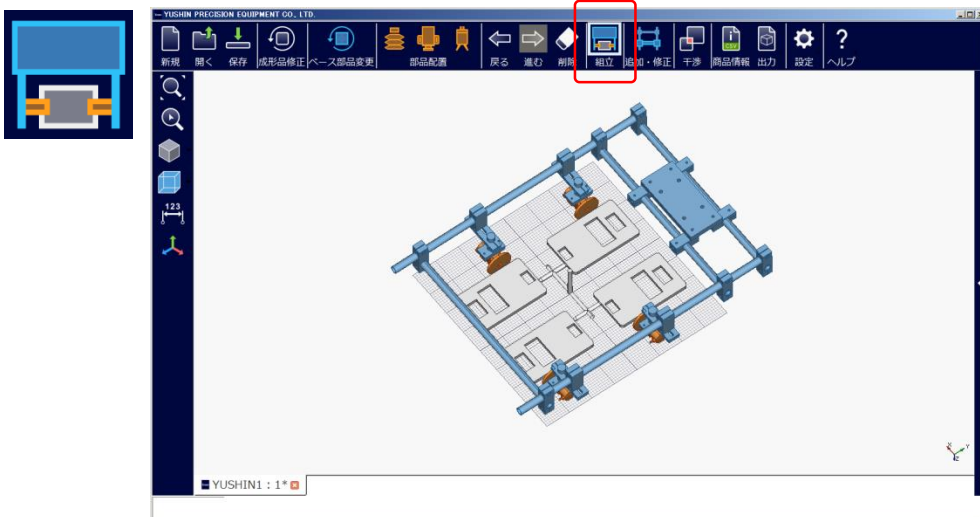 YUSHIN PRECISION EQUIPMENT CO., LTD.
新規 開く 保存 成形品修正 ベース部品変更 部品配置 戻る 進む 削除 組立 追加・修正 干渉 商品情報 出力 設定 ヘルプ
CSV
123
YUSHIN1 : 1*
X Y Z